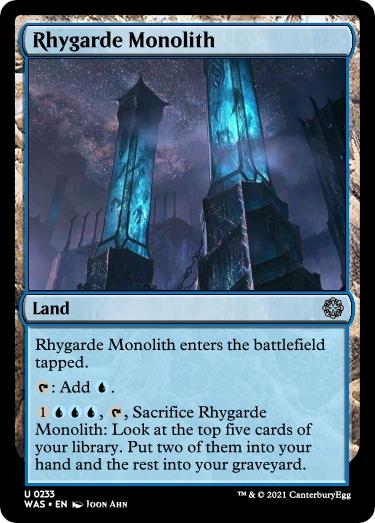 Rhygarde Monolith
Land
Rhygarde Monolith enters the battlefield
tapped.
: Add .
1 , , Sacrifice Rhygarde
Monolith: Look at the top five cards of
your library. Put two of them into your
hand and the rest into your graveyard.
U 0233
WAS • EN Joon Ahn
™ & © 2021 CanterburyEgg